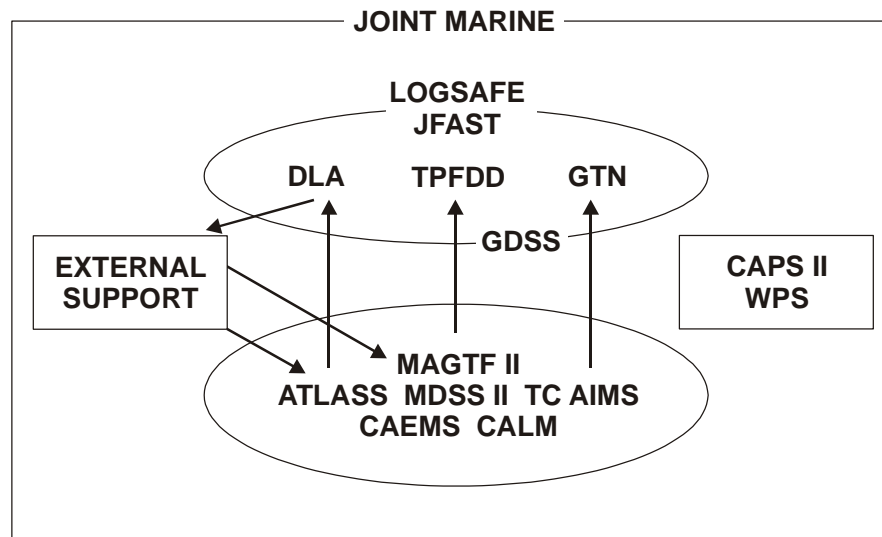 JOINT MARINE
LOGSAFE
JFAST
DLA TPFDD GTN
GDSS
EXTERNAL
SUPPORT
CAPS II
WPS
MAGTF II
ATLASS MDSS II TC AIMS
CAEMS CALM